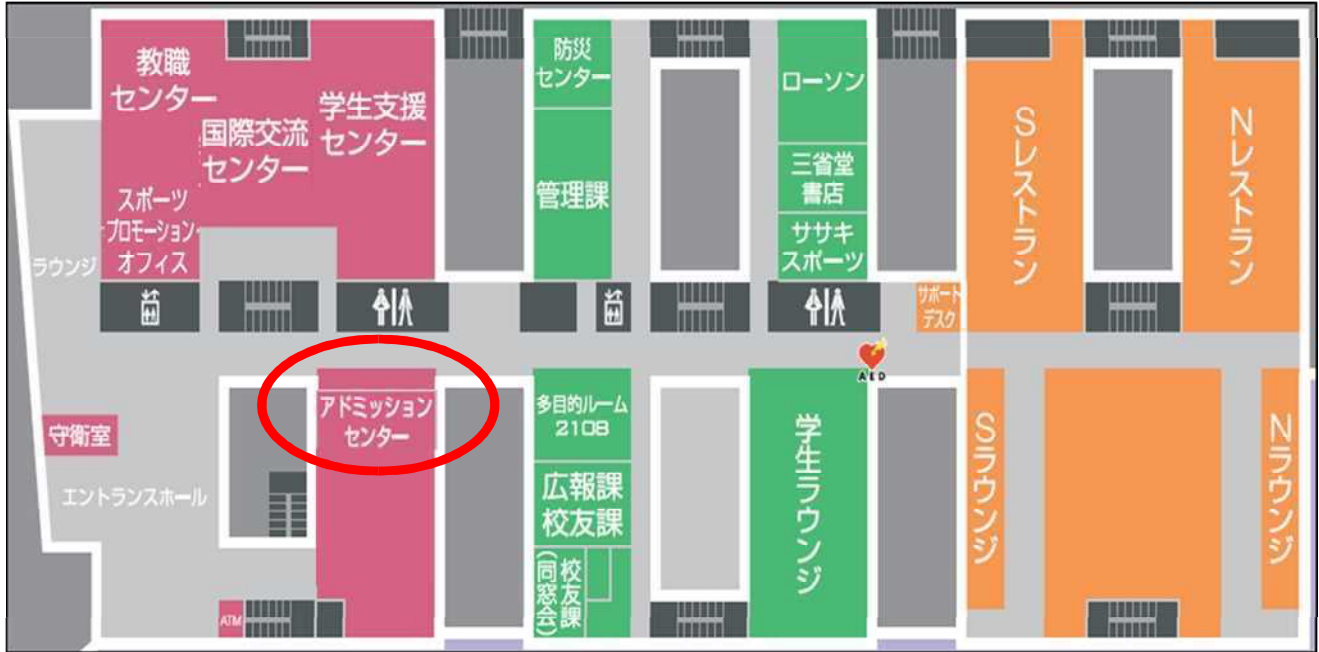 教職
センター
国際交流
センター
学生支援
センター
スポーツ
プロモーション
オフィス
ラウンジ
防災
センター
管理課
ローソン
三省堂
書店
ササキ
スポーツ
Sレストラン
Nレストラン
サポート
デスク
AED
アドミッション
センター
守衛室
エントランスホール
ATM
多目的ルーム
2108
広報課
校友課
校友課
(同窓会)
学生ラウンジ
Sラウンジ
Nラウンジ